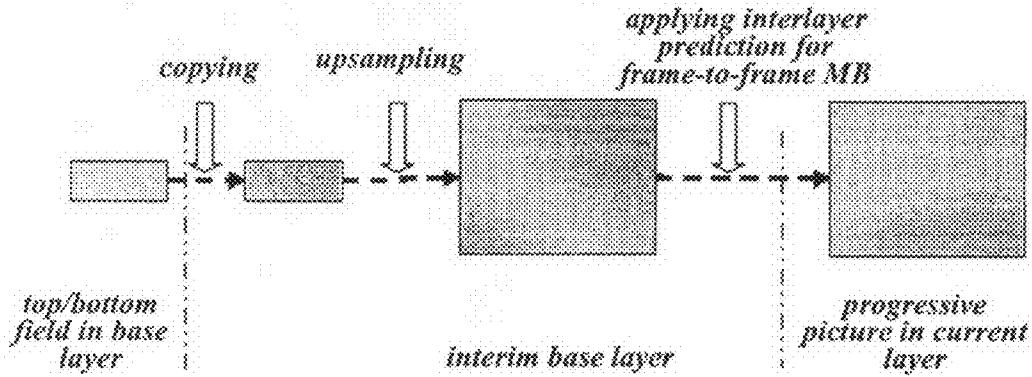 copying
upsampling
applying interlayer
prediction for
frame-to-frame MB
top/bottom
field in base
layer
interim base layer
progressive
picture in current
layer